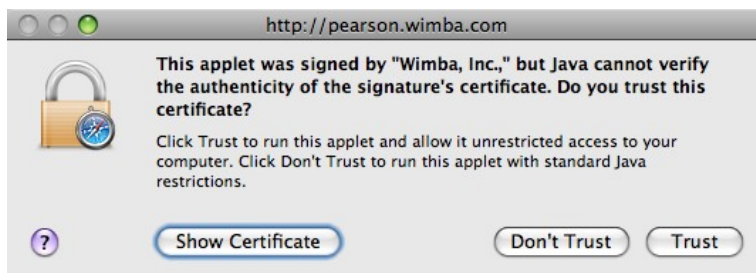 http://pearson.wimba.com
This applet was signed by "Wimba, Inc.," but Java cannot verify
the authenticity of the signature's certificate. Do you trust this
certificate?
Click Trust to run this applet and allow it unrestricted access to your
computer. Click Don't Trust to run this applet with standard Java
restrictions.
?
Show Certificate
Don't Trust
Trust